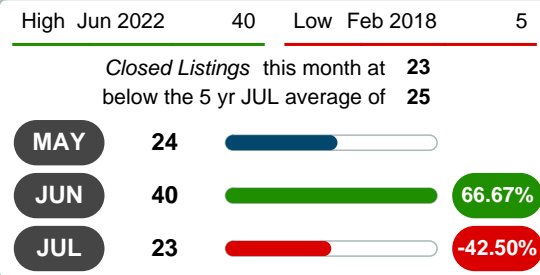 High Jun 2022 40 Low Feb 2018 5
Closed Listings this month at 23
below the 5 yr JUL average of 25
MAY 24
JUN 40 66.67%
JUL 23 -42.50%